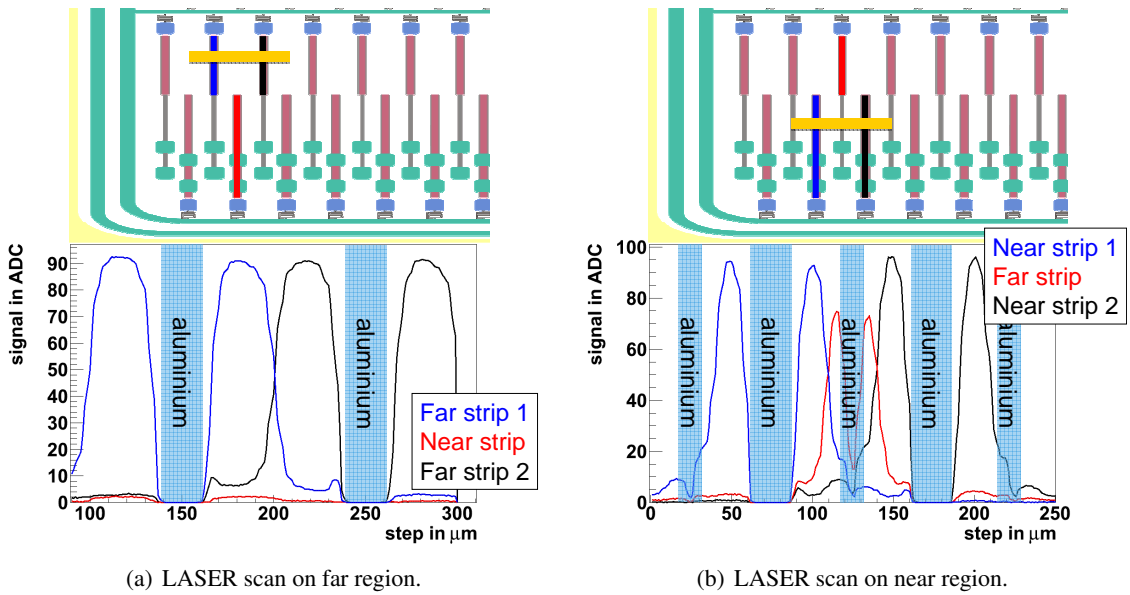 signal in ADC
90
80
70
60
50
40
30
20
10
0
aluminium
aluminium
Far strip 1
Near strip
Far strip 2
100
150
200
250
300
step in μm
(a) LASER scan on far region.
signal in ADC
100
80
60
40
20
0
aluminium
aluminium
aluminium
aluminium
aluminium
Near strip 1
Far strip
Near strip 2
0
50
100
150
200
250
step in μm
(b) LASER scan on near region.